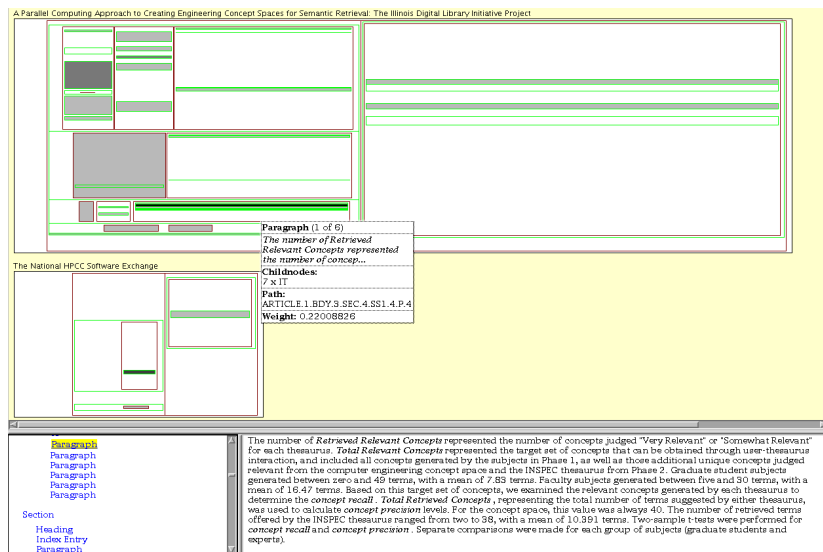 A Parallel Computing Approach to Creating Engineering Concept Spaces for Semantic Retrieval: The Illinois Digital Library Initiative Project
Paragraph (1 of 6)
The number of Retrieved
Relevant Concepts represented
the number of concep...
Childnodes:
7 x IT
Path:
ARTICLE.1.BDY.3.SEC.4.SS1.4.P.4
Weight: 0.22008826
The National HPCC Software Exchange
Paragraph
Paragraph
Paragraph
Paragraph
Paragraph
Paragraph
Section
Heading
Index Entry
Paragraph
The number of Retrieved Relevant Concepts represented the number of concepts judged "Very Relevant" or "Somewhat Relevant"
for each thesaurus. Total Relevant Concepts represented the target set of concepts that can be obtained through user-thesaurus
interaction, and included all concepts generated by the subjects in Phase 1, as well as those additional unique concepts judged
relevant from the computer engineering concept space and the INSPEC thesaurus from Phase 2. Graduate student subjects
generated between zero and 49 terms, with a mean of 7.83 terms. Faculty subjects generated between five and 30 terms, with a
mean of 16.47 terms. Based on this target set of concepts, we examined the relevant concepts generated by each thesaurus to
determine the concept recall . Total Retrieved Concepts , representing the total number of terms suggested by either thesaurus,
was used to calculate concept precision levels. For the concept space, this value was always 40. The number of retrieved terms
offered by the INSPEC thesaurus ranged from two to 38, with a mean of 10.391 terms. Two-sample t-tests were performed for
concept recall and concept precision . Separate comparisons were made for each group of subjects (graduate students and
experts).